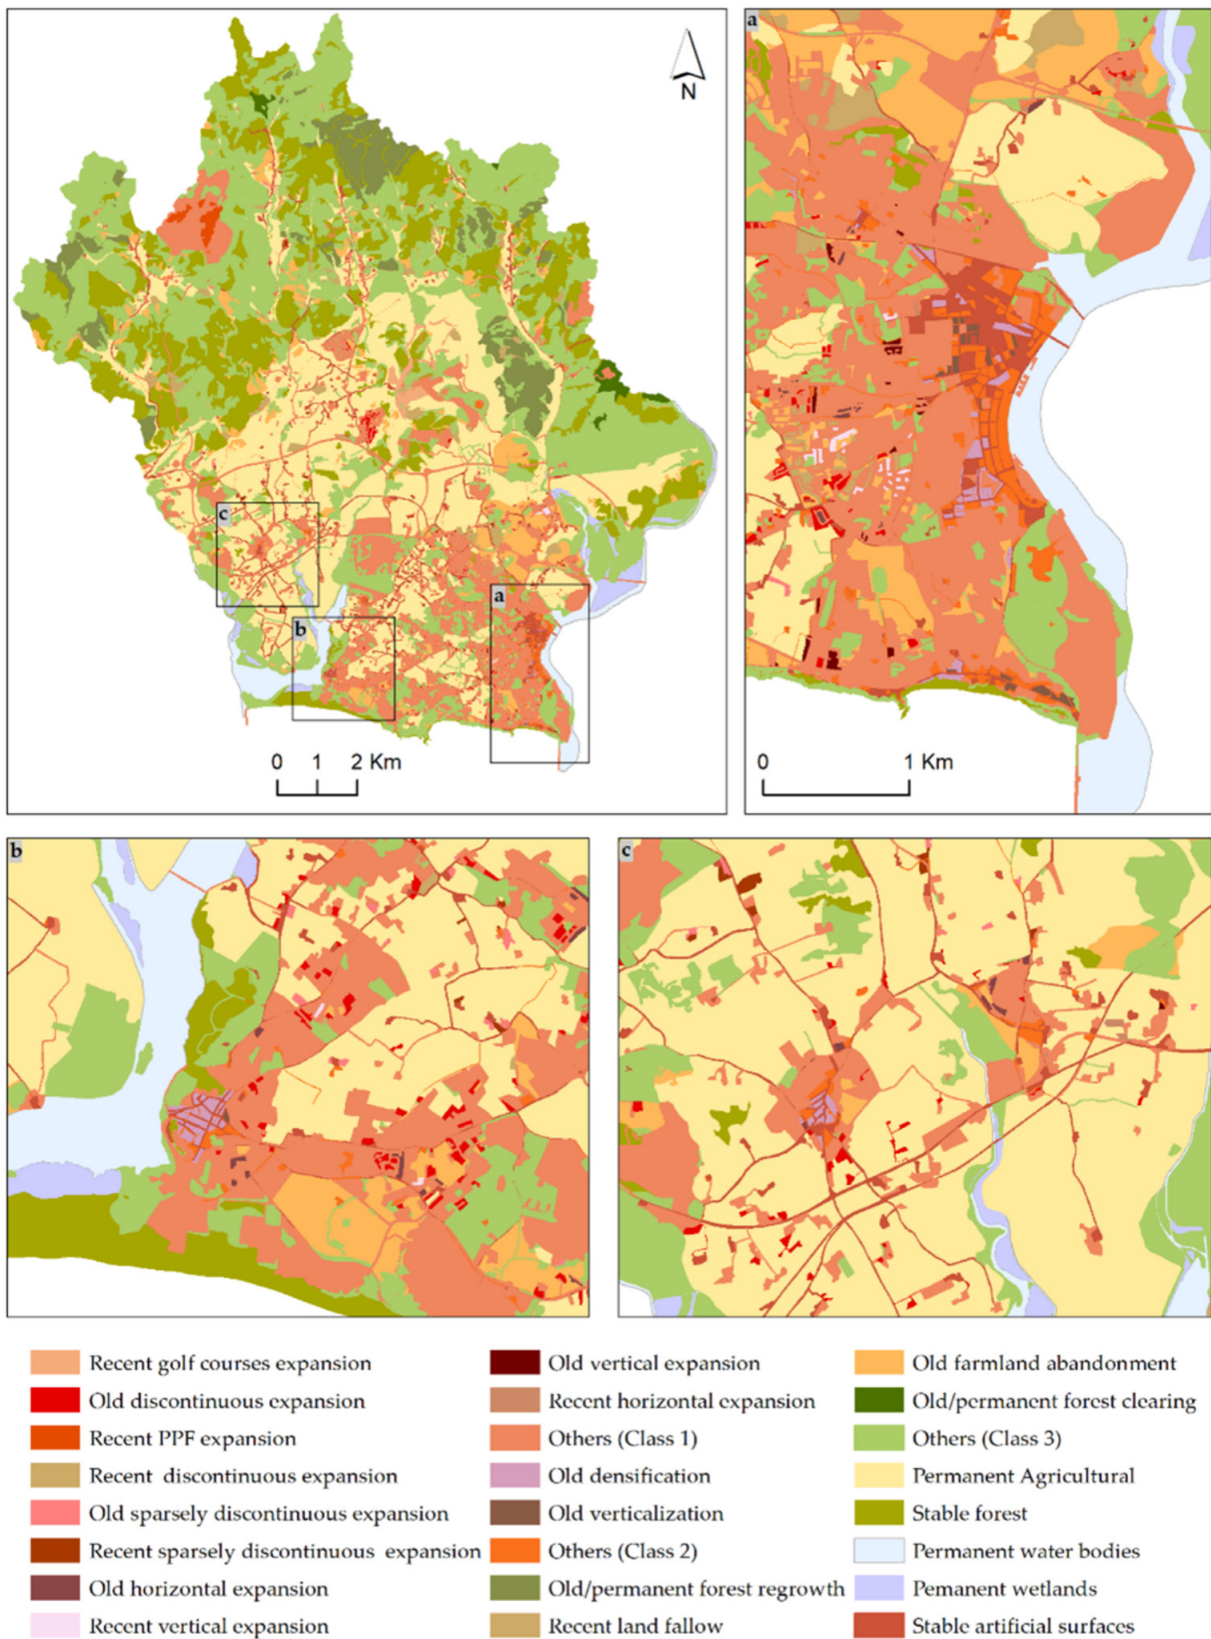 N
c
b
a
0 1 2 Km
a
0 1 Km
b
c
Recent golf courses expansion
Old discontinuous expansion
Recent PPF expansion
Recent discontinuous expansion
Old sparsely discontinuous expansion
Recent sparsely discontinuous expansion
Old horizontal expansion
Recent vertical expansion
Old vertical expansion
Recent horizontal expansion
Others (Class 1)
Old densification
Old verticalization
Others (Class 2)
Old/permanent forest regrowth
Recent land fallow
Old farmland abandonment
Old/permanent forest clearing
Others (Class 3)
Permanent Agricultural
Stable forest
Permanent water bodies
Pemanent wetlands
Stable artificial surfaces